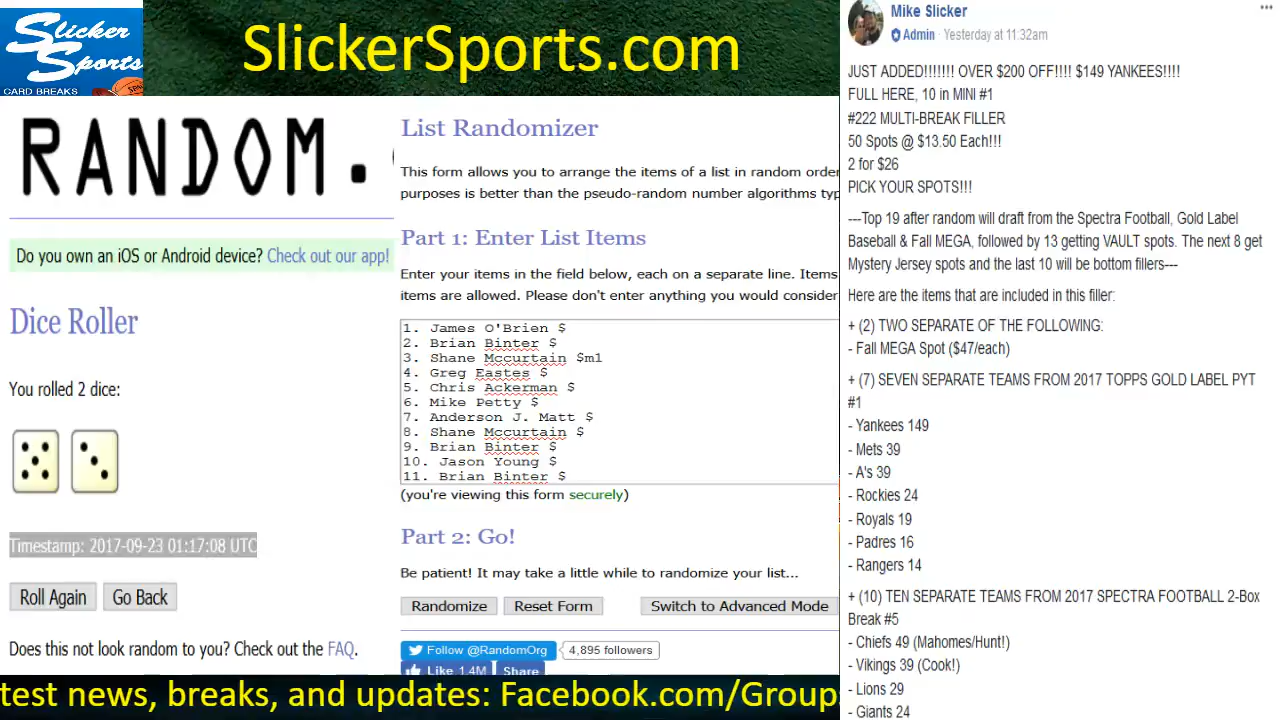 Slicker
Sports
CARD BREAKS
SlickerSports.com
RANDOM.
Do you own an iOS or Android device? Check out our app!
Dice Roller
You rolled 2 dice:
Timestamp: 2017-09-23 01:17:08 UTC
Roll Again
Go Back
Does this not look random to you? Check out the FAQ.
List Randomizer
This form allows you to arrange the items of a list in random order
purposes is better than the pseudo-random number algorithms typ
Part 1: Enter List Items
Enter your items in the field below, each on a separate line. Items
items are allowed. Please don't enter anything you would consider
1. James O'Brien $
2. Brian Binter $
3. Shane Mccurtain $m1
4. Greg Eastes $
5. Chris Ackerman $
6. Mike Petty $
7. Anderson J. Matt $
8. Shane Mccurtain $
9. Brian Binter $
10. Jason Young $
11. Brian Binter $
(you're viewing this form securely)
Part 2: Go!
Be patient! It may take a little while to randomize your list...
Randomize
Reset Form
Switch to Advanced Mode
Follow @RandomOrg
4,895 followers
Like 1.4M
Share
Mike Slicker
Admin · Yesterday at 11:32am
JUST ADDED!!!!!!! OVER $200 OFF!!!! $149 YANKEES!!!!
FULL HERE, 10 in MINI #1
#222 MULTI-BREAK FILLER
50 Spots @ $13.50 Each!!!
2 for $26
PICK YOUR SPOTS!!!
---Top 19 after random will draft from the Spectra Football, Gold Label
Baseball & Fall MEGA, followed by 13 getting VAULT spots. The next 8 get
Mystery Jersey spots and the last 10 will be bottom fillers---
Here are the items that are included in this filler:
+ (2) TWO SEPARATE OF THE FOLLOWING:
- Fall MEGA Spot ($47/each)
+ (7) SEVEN SEPARATE TEAMS FROM 2017 TOPPS GOLD LABEL PYT
#1
- Yankees 149
- Mets 39
- A's 39
- Rockies 24
- Royals 19
- Padres 16
- Rangers 14
+ (10) TEN SEPARATE TEAMS FROM 2017 SPECTRA FOOTBALL 2-Box
Break #5
- Chiefs 49 (Mahomes/Hunt!)
- Vikings 39 (Cook!)
- Lions 29
- Giants 24
test news, breaks, and updates: Facebook.com/Group